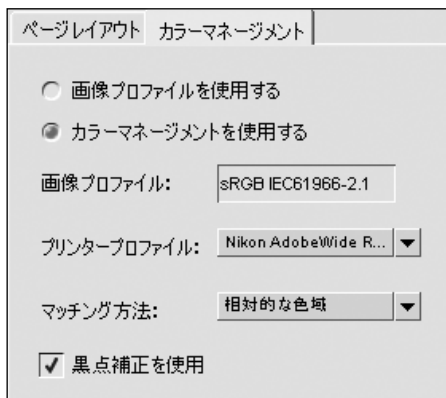 ページレイアウト カラーマネージメント
画像プロファイルを使用する
カラーマネージメントを使用する
画像プロファイル: sRGB IEC61966-2.1
プリンタープロファイル: Nikon AdobeWide R...
マッチング方法: 相対的な色域
黒点補正を使用